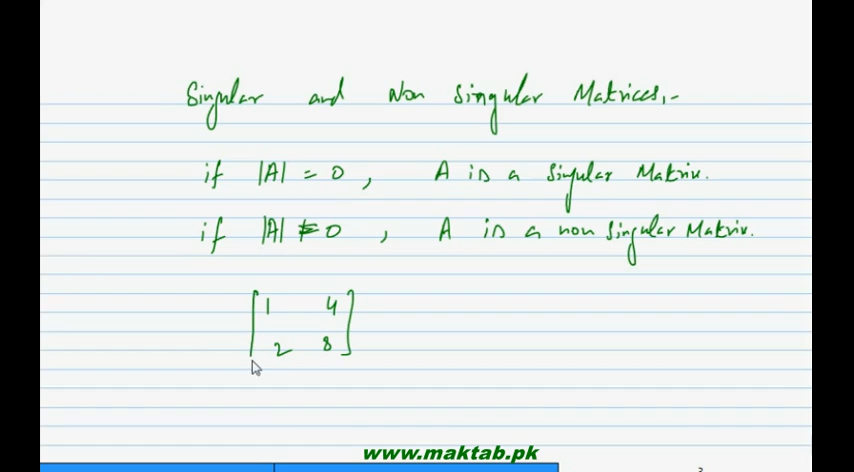 Singular and Non Singular Matrices,-
if |A| = 0, A is a Singular Matrix.
if |A| ≠ 0, A is a non Singular Matrix.
1 4
2 8
www.maktab.pk